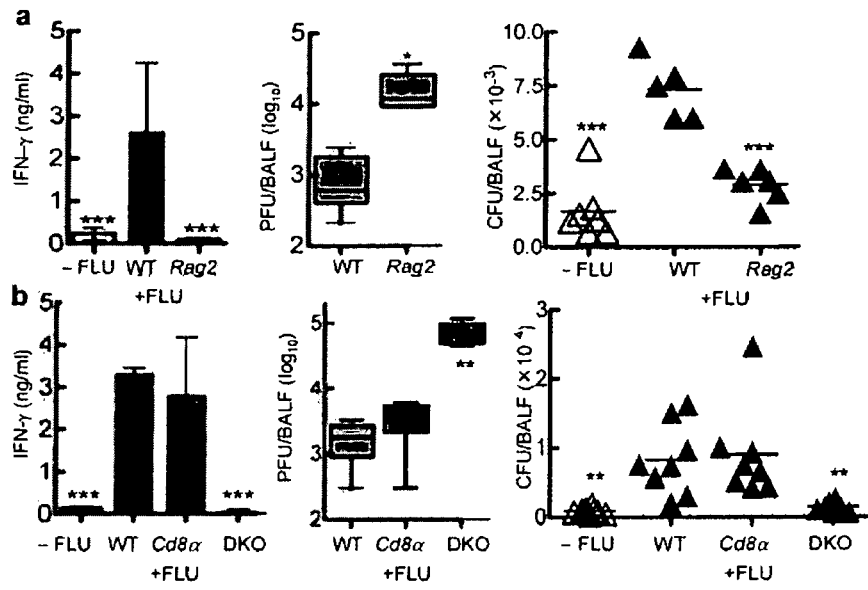 a
IFN-γ (ng/ml)
5
4
3
2
1
0
***
***
– FLU WT Rag2
+FLU
PFU/BALF (log10)
5
4
3
2
*
WT Rag2
CFU/BALF (×10-3)
10.0
7.5
5.0
2.5
0.0
***
***
– FLU WT Rag2
+FLU
b
IFN-γ (ng/ml)
5
4
3
2
1
0
***
***
– FLU WT Cd8α DKO
+FLU
PFU/BALF (log10)
5
4
3
2
**
WT Cd8α DKO
CFU/BALF (×10-4)
3
2
1
0
**
**
– FLU WT Cd8α DKO
+FLU